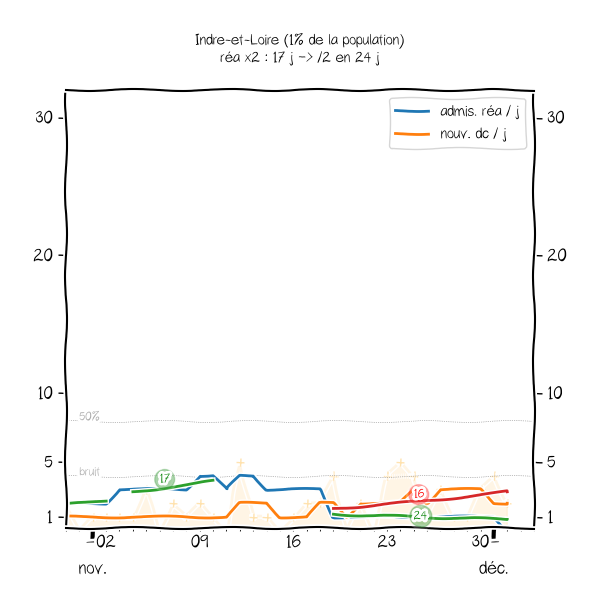 Indre-et-Loire (1% de la population)
réa x2 : 17 j -> /2 en 24 j
admis. réa / j
nouv. dc / j
30 30
20 20
10 10
50%
5 5
bruit
17
16
24
1 1
02 09 16 23 30
nov. déc.